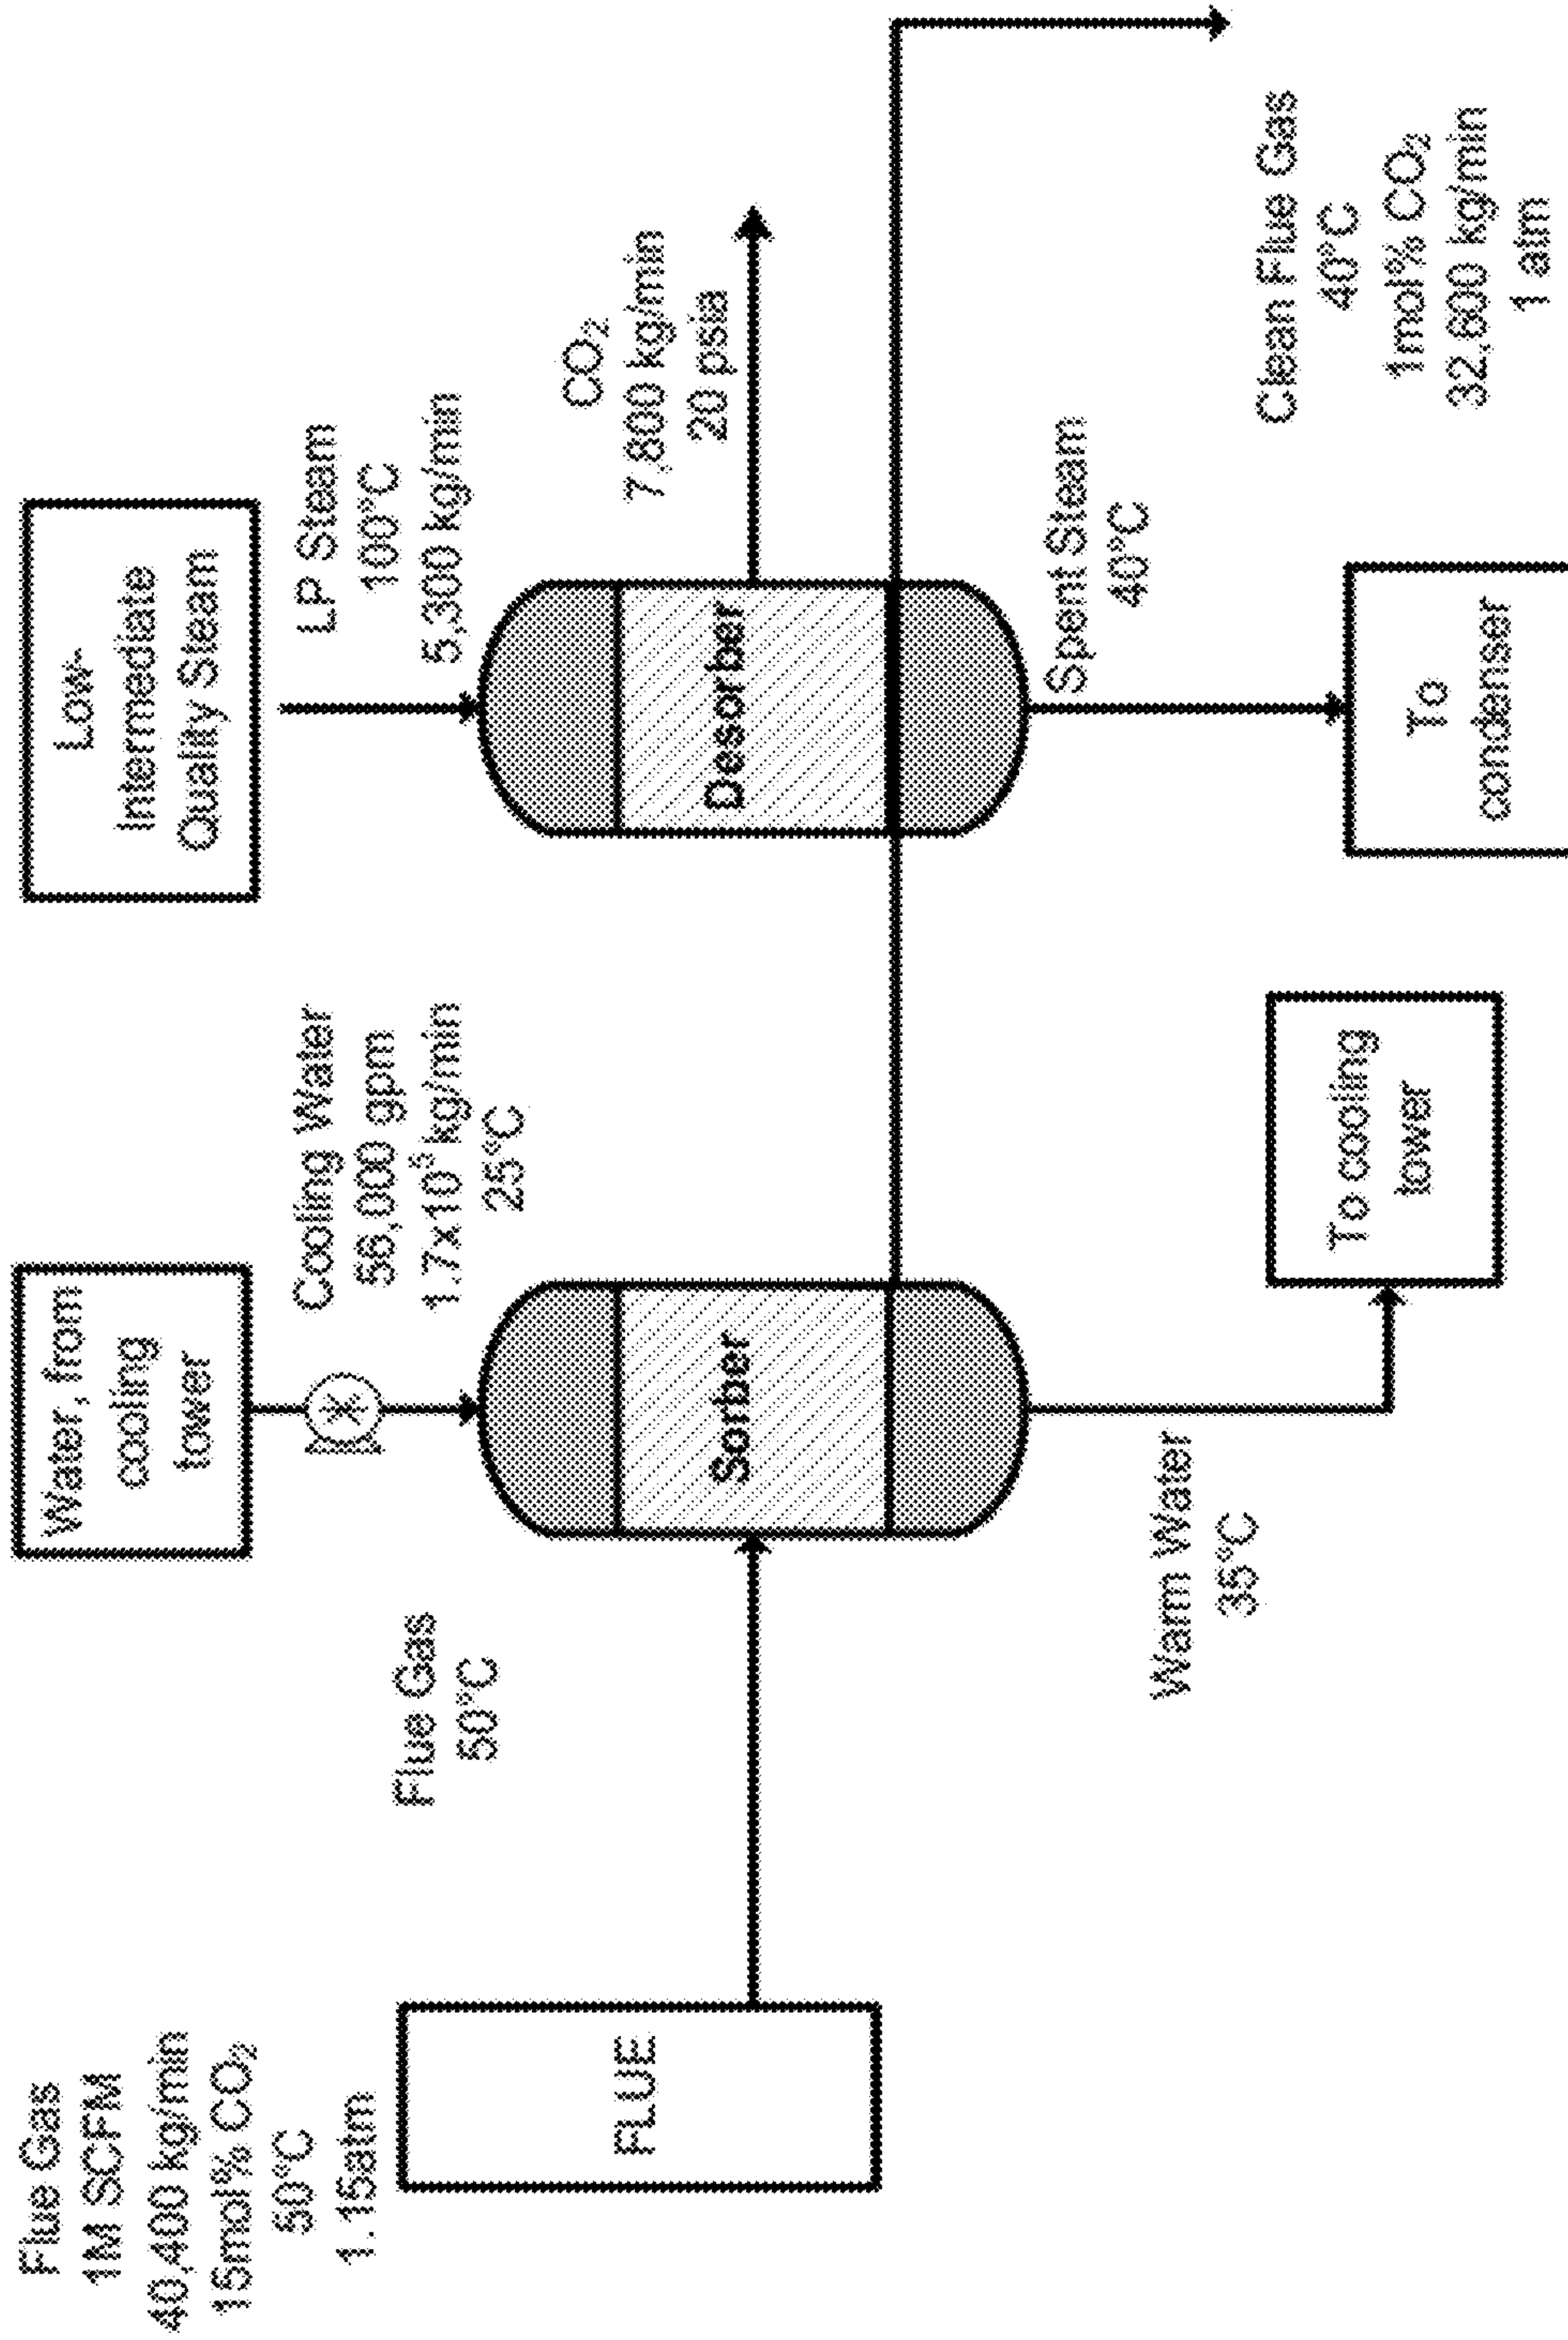 Flue Gas
1M SCFM
40,400 kg/min
15mol% CO₂
50°C
1.15atm
FLUE
Flue Gas
50°C
Water, from
cooling
tower
Cooling Water
56,000 gpm
1.7x10⁵ kg/min
25°C
Sorber
Warm Water
35°C
To cooling
tower
Low-
Intermediate
Quality Steam
LP Steam
100°C
5,300 kg/min
Desorber
CO₂
7,800 kg/min
20 psia
Spent Steam
40°C
To
condenser
Clean Flue Gas
40°C
1mol% CO₂
32,600 kg/min
1 atm